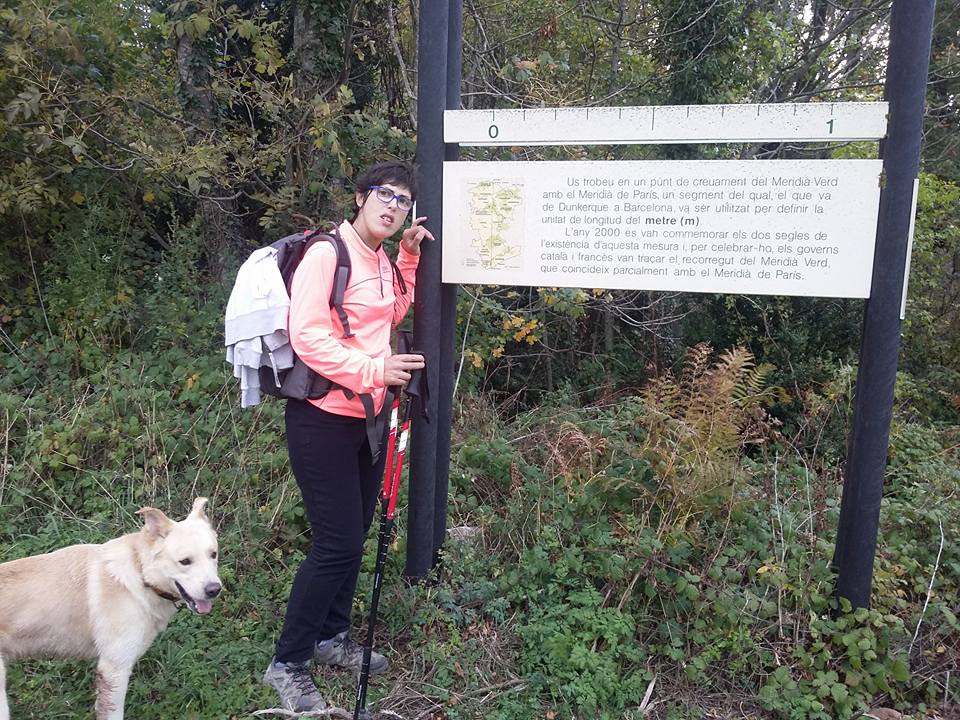 0 1
Us trobeu en un punt de creuament del Meridià Verd
amb el Meridià de París, un segment del qual, el que va
de Dunkerque a Barcelona, va ser utilitzat per definir la
unitat de longitud del metre (m).
L'any 2000 es van commemorar els dos segles de
l'existència d'aquesta mesura i, per celebrar-ho, els governs
català i francès van traçar el recorregut del Meridià Verd,
que coincideix parcialment amb el Meridià de París.